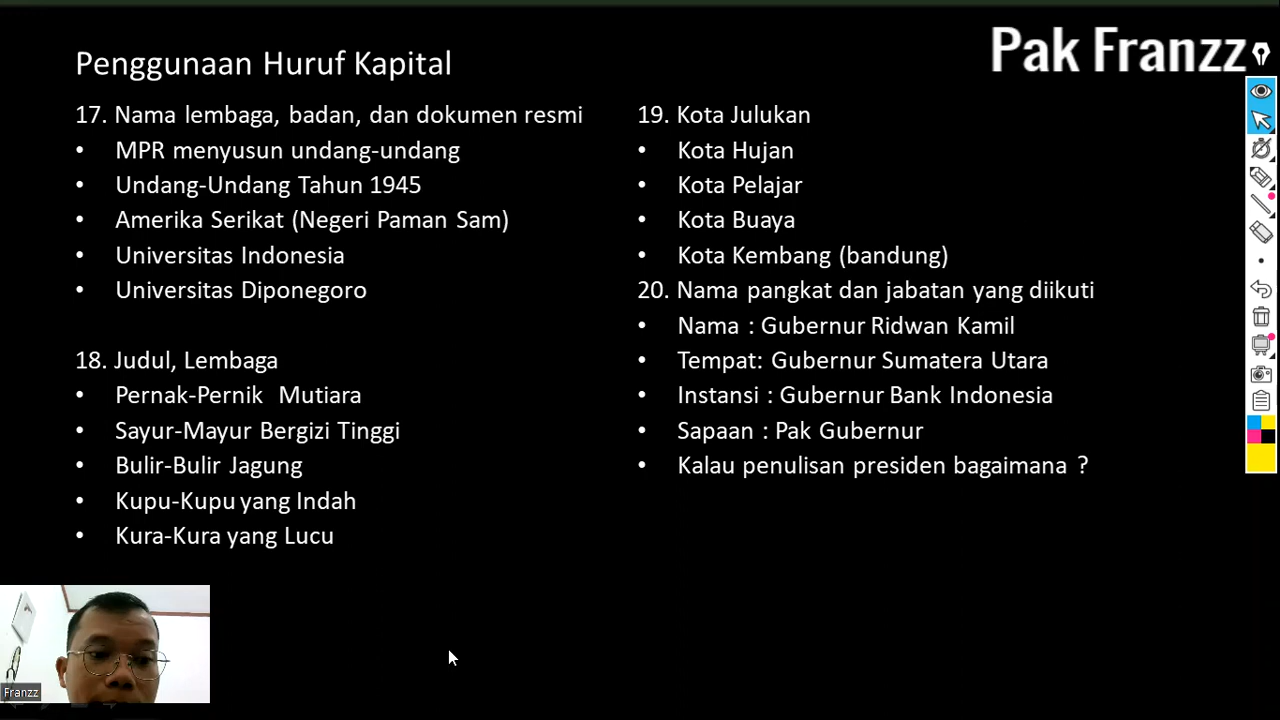 Pak Franzz
Penggunaan Huruf Kapital
17. Nama lembaga, badan, dan dokumen resmi
• MPR menyusun undang-undang
• Undang-Undang Tahun 1945
• Amerika Serikat (Negeri Paman Sam)
• Universitas Indonesia
• Universitas Diponegoro
18. Judul, Lembaga
• Pernak-Pernik Mutiara
• Sayur-Mayur Bergizi Tinggi
• Bulir-Bulir Jagung
• Kupu-Kupu yang Indah
• Kura-Kura yang Lucu
19. Kota Julukan
• Kota Hujan
• Kota Pelajar
• Kota Buaya
• Kota Kembang (bandung)
20. Nama pangkat dan jabatan yang diikuti
• Nama : Gubernur Ridwan Kamil
• Tempat: Gubernur Sumatera Utara
• Instansi : Gubernur Bank Indonesia
• Sapaan : Pak Gubernur
• Kalau penulisan presiden bagaimana ?
Franzz